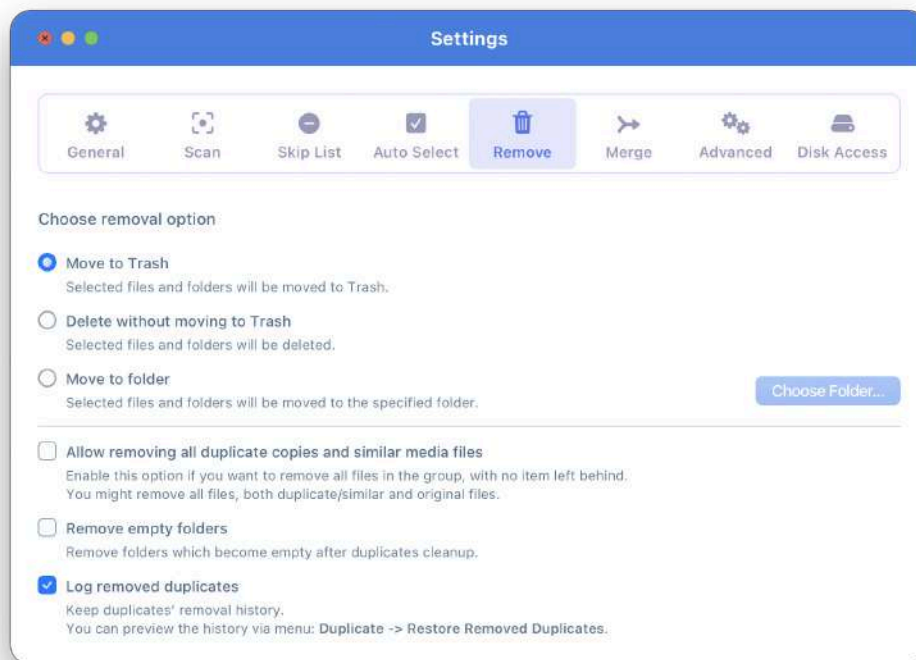 Settings
General
Scan
Skip List
Auto Select
Remove
Merge
Advanced
Disk Access
Choose removal option
Move to Trash
Selected files and folders will be moved to Trash.
Delete without moving to Trash
Selected files and folders will be deleted.
Move to folder
Selected files and folders will be moved to the specified folder.
Choose Folder...
Allow removing all duplicate copies and similar media files
Enable this option if you want to remove all files in the group, with no item left behind.
You might remove all files, both duplicate/similar and original files.
Remove empty folders
Remove folders which become empty after duplicates cleanup.
Log removed duplicates
Keep duplicates' removal history.
You can preview the history via menu: Duplicate -> Restore Removed Duplicates.